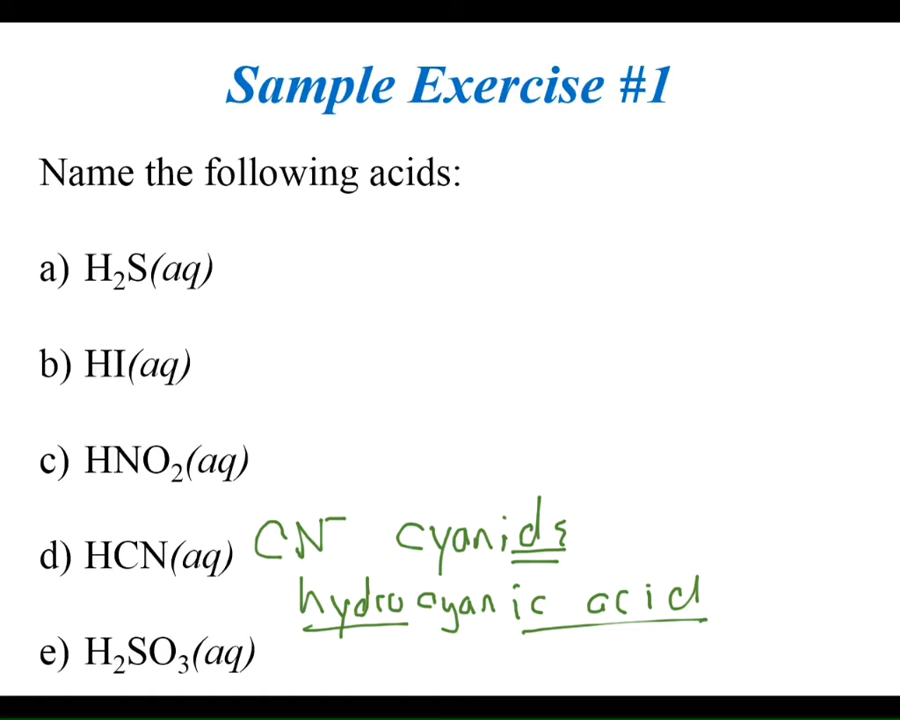 Sample Exercise #1
Name the following acids:
a) H₂S(aq)
b) HI(aq)
c) HNO₂(aq)
d) HCN(aq) CN⁻ cyanide
hydrocyanic acid
e) H₂SO₃(aq)